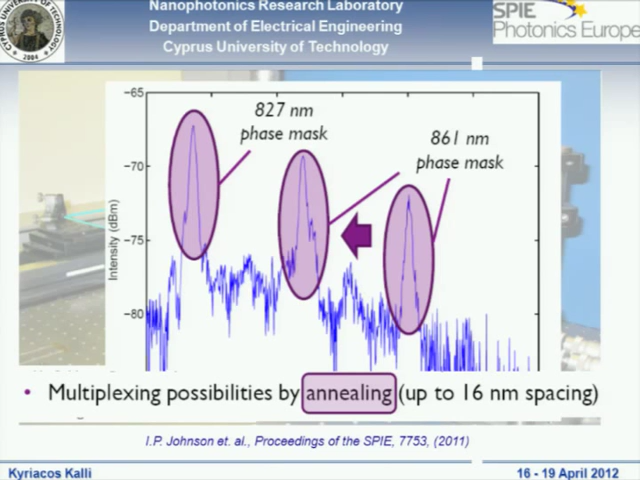 Nanophotonics Research Laboratory
Department of Electrical Engineering
Cyprus University of Technology
SPIE
Photonics Europe
2004
−65
827 nm
phase mask
861 nm
phase mask
−70
−75
−80
Intensity (dBm)
• Multiplexing possibilities by annealing (up to 16 nm spacing)
I.P. Johnson et. al., Proceedings of the SPIE, 7753, (2011)
Kyriacos Kalli
16 - 19 April 2012